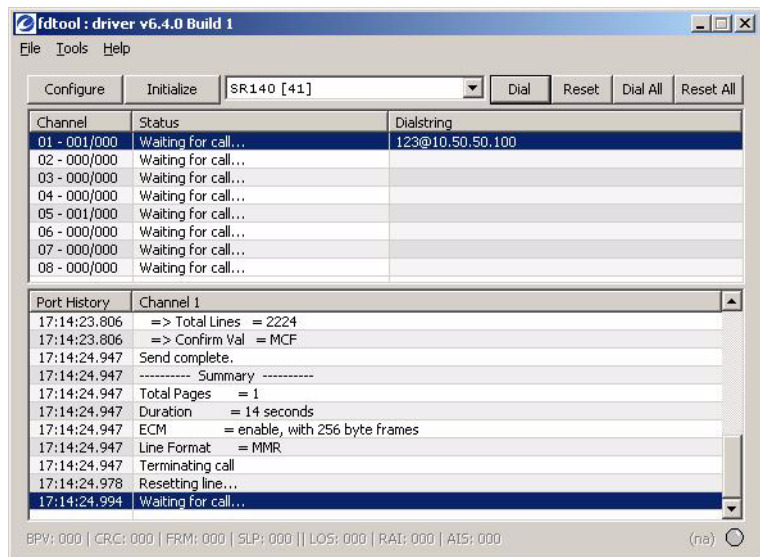 fdtool : driver v6.4.0 Build 1
File Tools Help
Configure Initialize SR140 [41] Dial Reset Dial All Reset All
Channel Status Dialstring
01 - 001/000 Waiting for call... 123@10.50.50.100
02 - 000/000 Waiting for call...
03 - 000/000 Waiting for call...
04 - 000/000 Waiting for call...
05 - 001/000 Waiting for call...
06 - 000/000 Waiting for call...
07 - 000/000 Waiting for call...
08 - 000/000 Waiting for call...
Port History Channel 1
17:14:23.806 => Total Lines = 2224
17:14:23.806 => Confirm Val = MCF
17:14:24.947 Send complete.
17:14:24.947 ---------- Summary ----------
17:14:24.947 Total Pages = 1
17:14:24.947 Duration = 14 seconds
17:14:24.947 ECM = enable, with 256 byte frames
17:14:24.947 Line Format = MMR
17:14:24.947 Terminating call
17:14:24.978 Resetting line...
17:14:24.994 Waiting for call...
BPV: 000 | CRC: 000 | FRM: 000 | SLP: 000 || LOS: 000 | RAI: 000 | AIS: 000 (na)